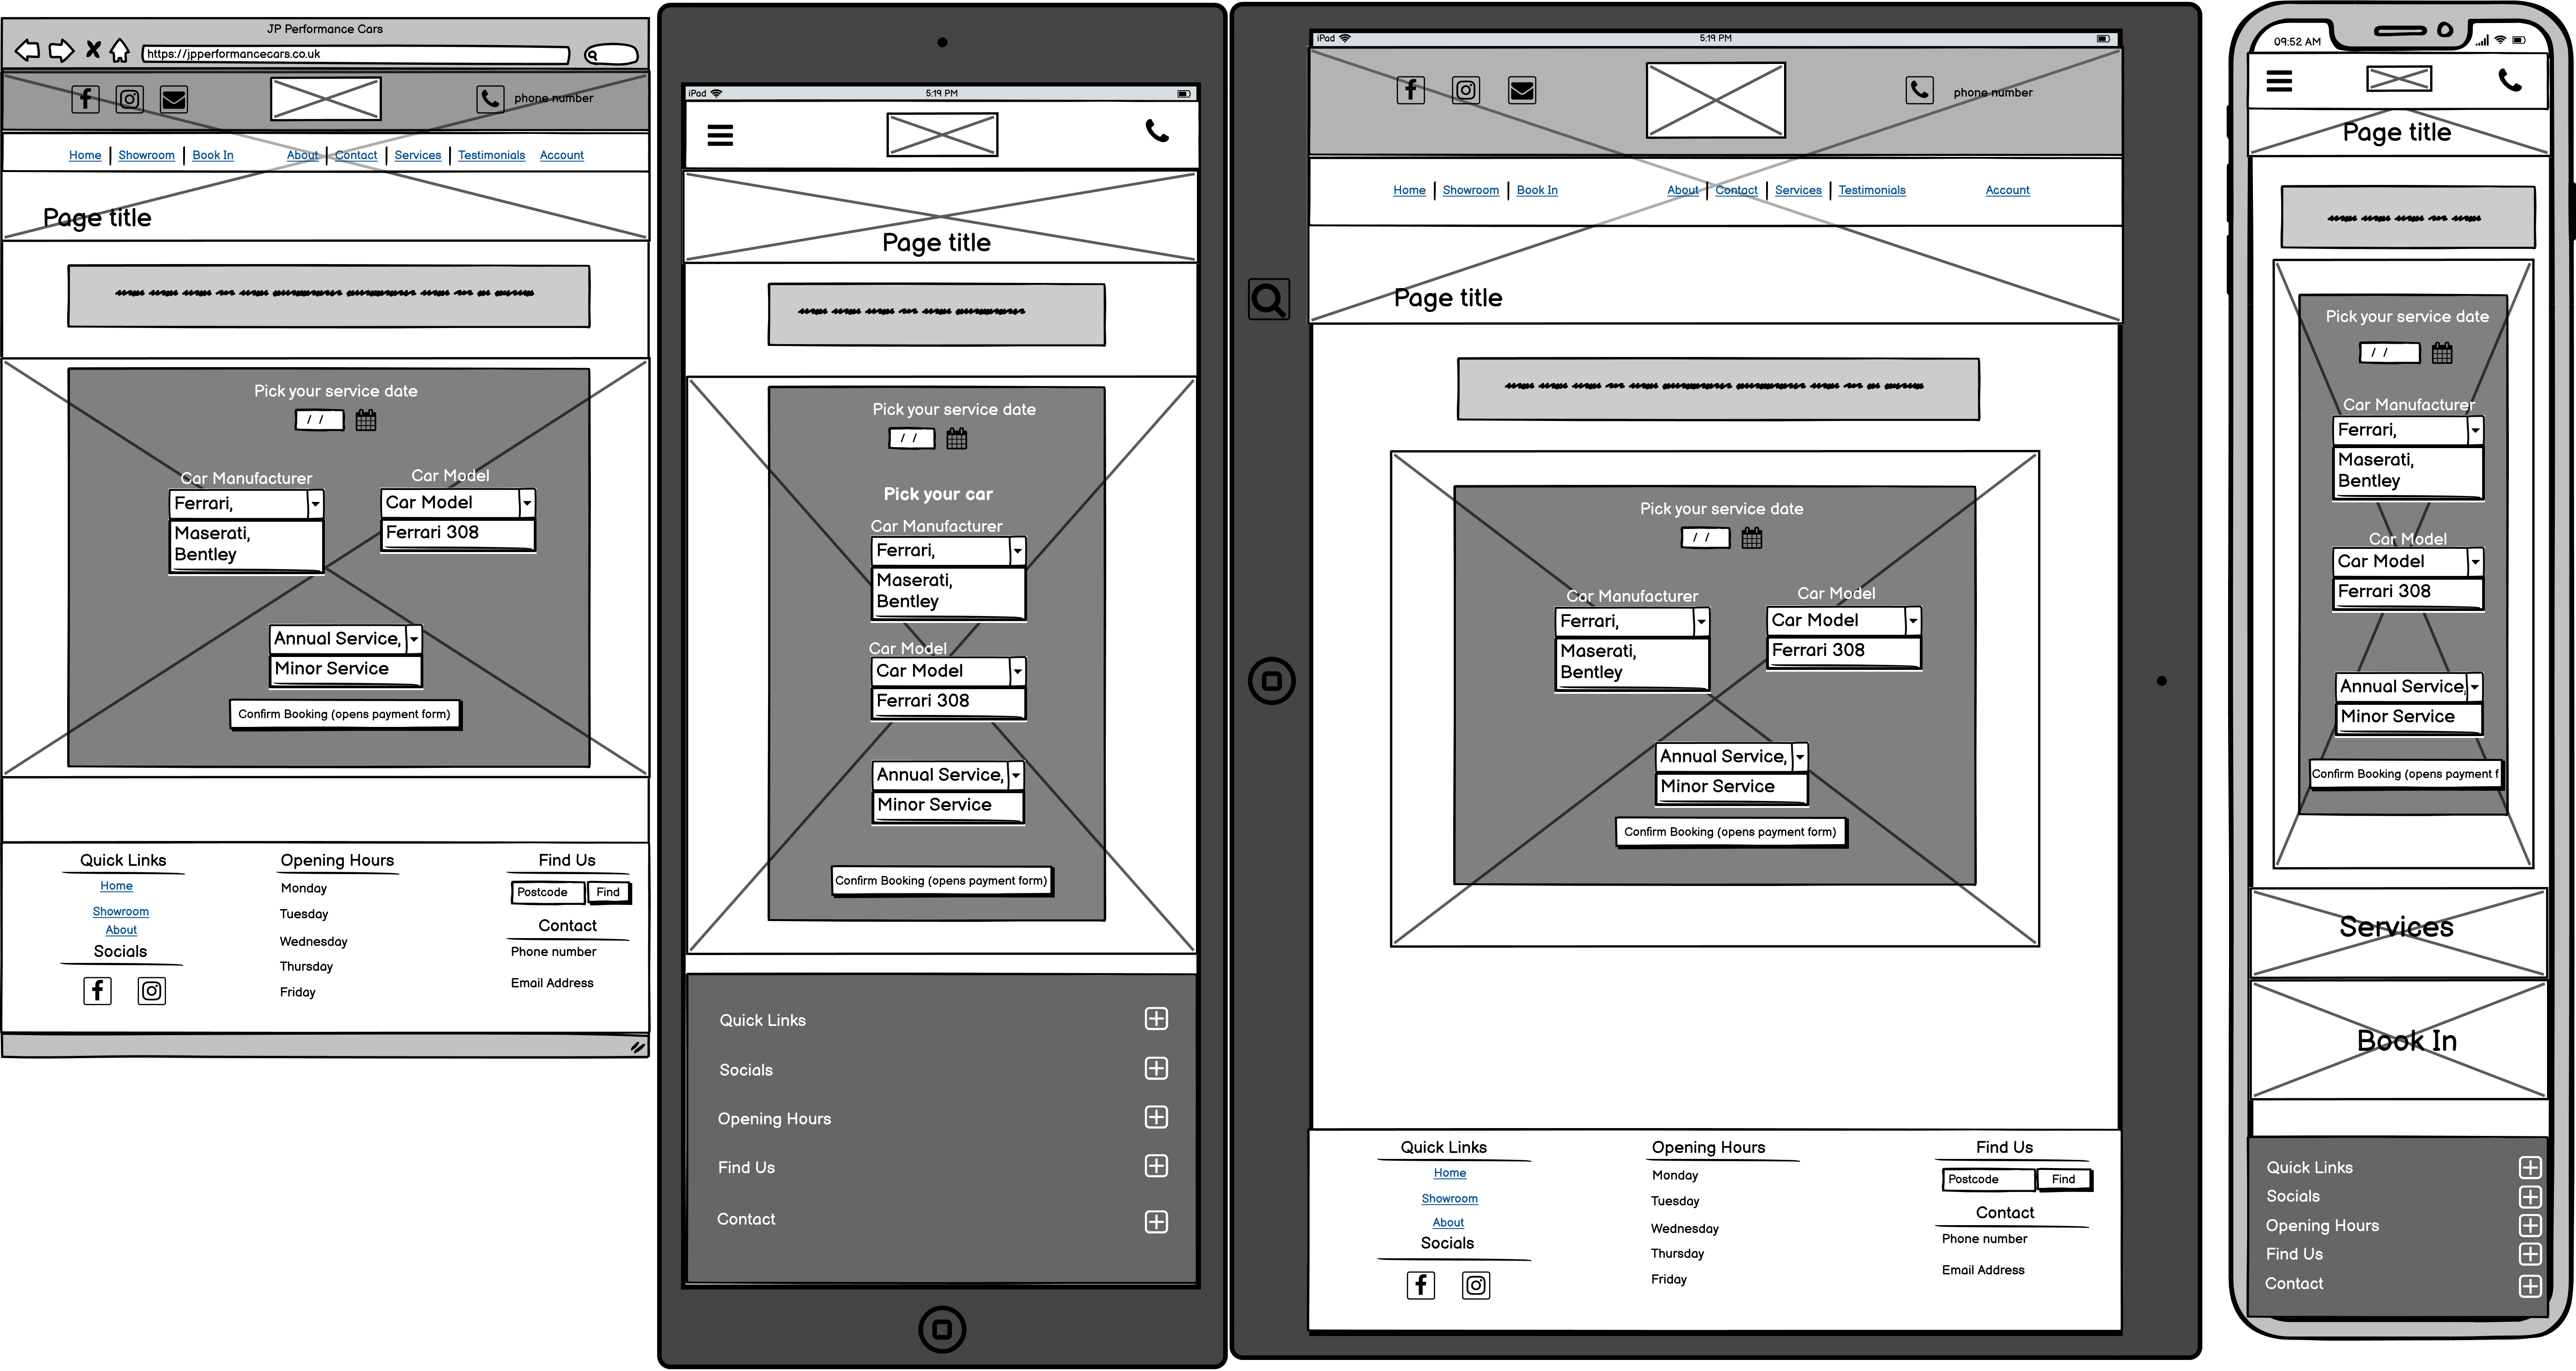 JP Performance Cars
https://jpperformancecars.co.uk
phone number
Home Showroom Book In About Contact Services Testimonials Account
Page title
Pick your service date
/ /
Car Manufacturer Car Model
Ferrari, Car Model
Maserati, Ferrari 308
Bentley
Annual Service,
Minor Service
Confirm Booking (opens payment form)
Quick Links Opening Hours Find Us
Home Monday Postcode Find
Showroom Tuesday
About Wednesday Contact
Socials Thursday Phone number
Friday Email Address
iPad 5:19 PM
Page title
Pick your service date
/ /
Pick your car
Car Manufacturer
Ferrari,
Maserati,
Bentley
Car Model
Car Model
Ferrari 308
Annual Service,
Minor Service
Confirm Booking (opens payment form)
Quick Links
Socials
Opening Hours
Find Us
Contact
iPad 5:19 PM
phone number
Home Showroom Book In About Contact Services Testimonials Account
Page title
Pick your service date
/ /
Car Manufacturer Car Model
Ferrari, Car Model
Maserati, Ferrari 308
Bentley
Annual Service,
Minor Service
Confirm Booking (opens payment form)
Quick Links Opening Hours Find Us
Home Monday Postcode Find
Showroom Tuesday
About Wednesday Contact
Socials Thursday Phone number
Friday Email Address
09:52 AM
Page title
Pick your service date
/ /
Car Manufacturer
Ferrari,
Maserati,
Bentley
Car Model
Car Model
Ferrari 308
Annual Service,
Minor Service
Confirm Booking (opens payment f
Services
Book In
Quick Links
Socials
Opening Hours
Find Us
Contact